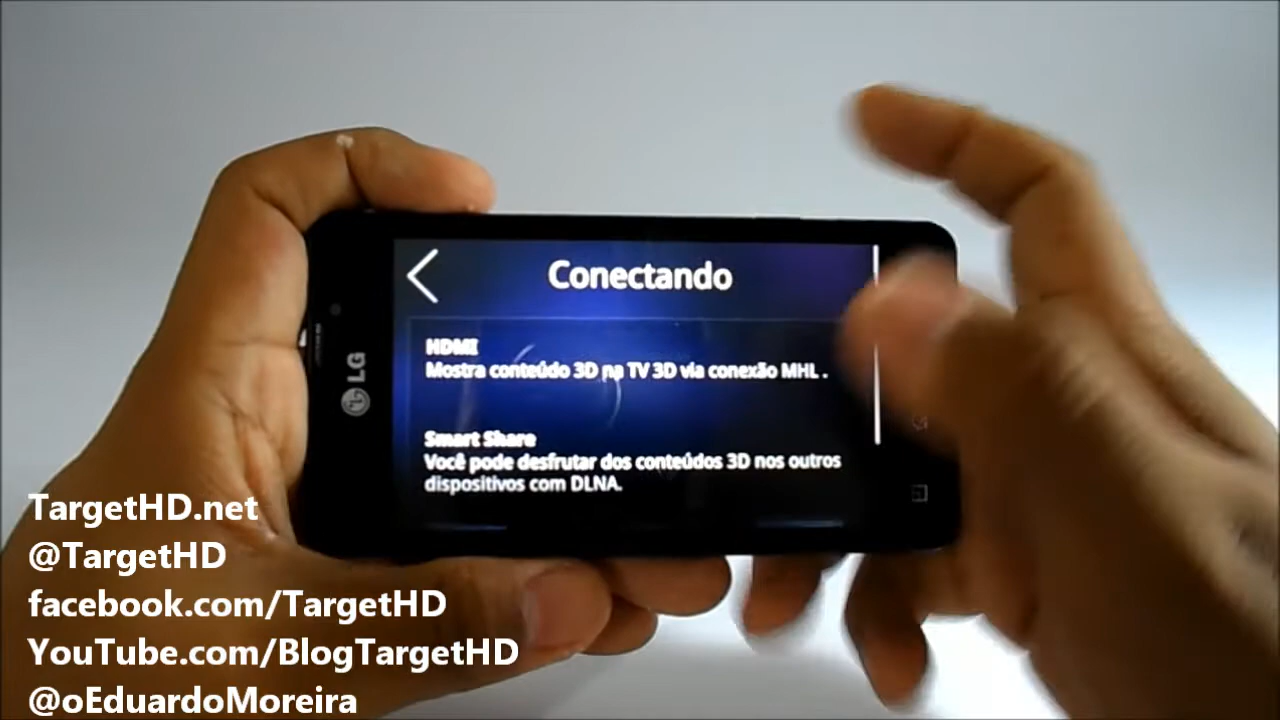 Conectando
HDMI
Mostra conteúdo 3D na TV 3D via conexão MHL .
Smart Share
Você pode desfrutar dos conteúdos 3D nos outros
dispositivos com DLNA.
LG
TargetHD.net
@TargetHD
facebook.com/TargetHD
YouTube.com/BlogTargetHD
@oEduardoMoreira